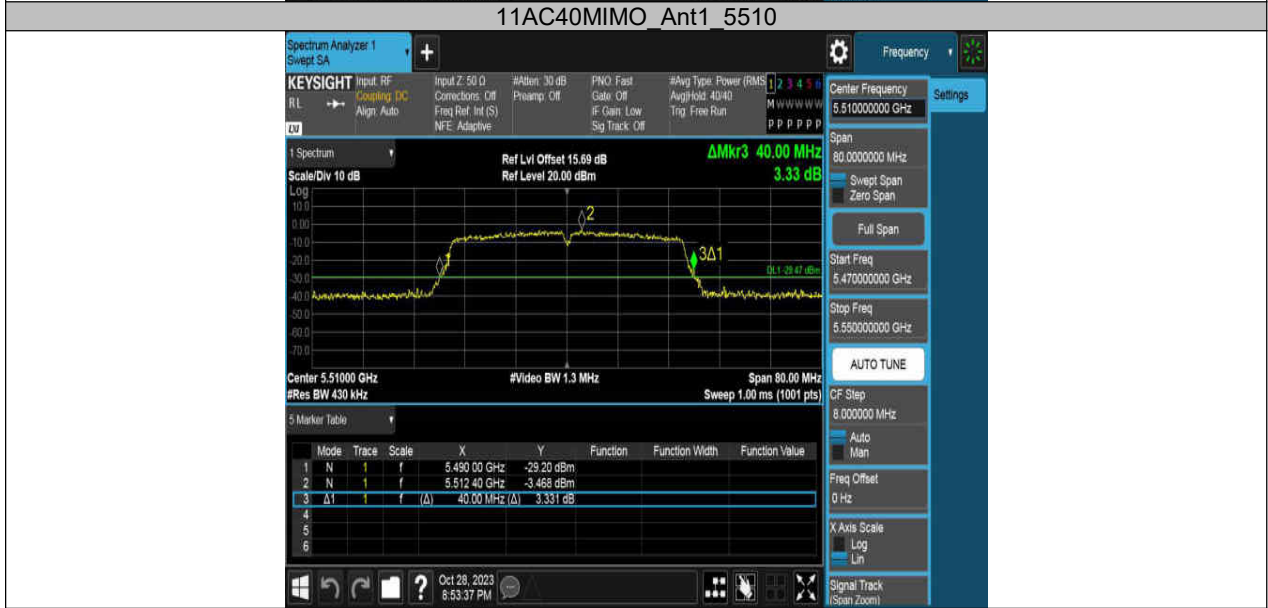 11AC40MIMO_Ant1_5510
Spectrum Analyzer 1
Swept SA
+
Frequency
KEYSIGHT
RL
LXI
Input: RF
Coupling: DC
Align: Auto
Input Z: 50 Ω
Corrections: Off
Freq Ref: Int (S)
NFE: Adaptive
#Atten: 30 dB
Preamp: Off
PNO: Fast
Gate: Off
IF Gain: Low
Sig Track: Off
#Avg Type: Power (RMS
Avg|Hold: 40/40
Trig: Free Run
1 2 3 4 5 6
M W W W W W
P P P P P P
Center Frequency
5.510000000 GHz
Settings
Span
80.0000000 MHz
Swept Span
Zero Span
Full Span
Start Freq
5.470000000 GHz
Stop Freq
5.550000000 GHz
AUTO TUNE
CF Step
8.000000 MHz
Auto
Man
Freq Offset
0 Hz
X Axis Scale
Log
Lin
Signal Track
(Span Zoom)
1 Spectrum
Scale/Div 10 dB
Ref Lvl Offset 15.69 dB
Ref Level 20.00 dBm
ΔMkr3 40.00 MHz
3.33 dB
Log
10.0
0.00
-10.0
-20.0
-30.0
-40.0
-50.0
-60.0
-70.0
2
3Δ1
DL1 -29.47 dBm
Center 5.51000 GHz
#Video BW 1.3 MHz
Span 80.00 MHz
#Res BW 430 kHz
Sweep 1.00 ms (1001 pts)
5 Marker Table
Mode Trace Scale X Y Function Function Width Function Value
1 N 1 f 5.490 00 GHz -29.20 dBm
2 N 1 f 5.512 40 GHz -3.468 dBm
3 Δ1 1 f (Δ) 40.00 MHz (Δ) 3.331 dB
4
5
6
?
Oct 28, 2023
8:53:37 PM